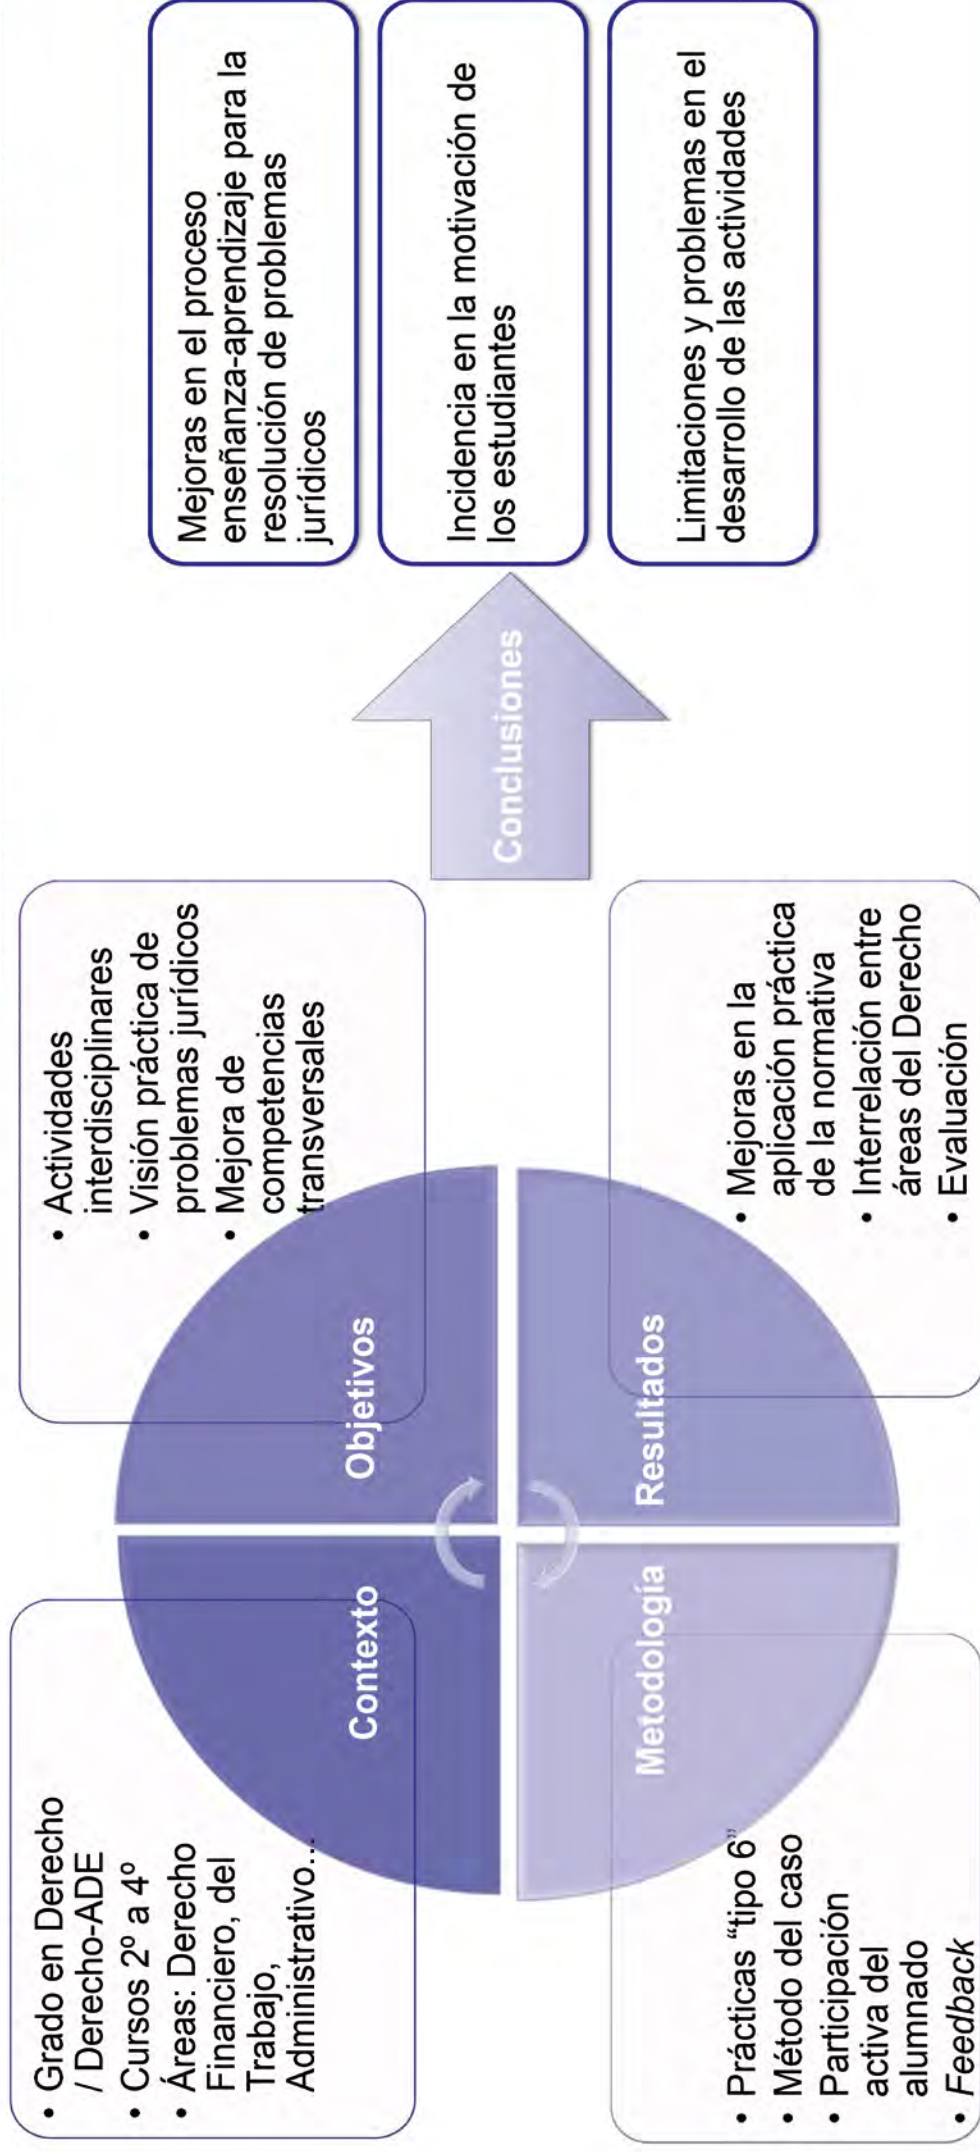 • Grado en Derecho
/ Derecho-ADE
• Cursos 2º a 4º
• Áreas: Derecho
Financiero, del
Trabajo,
Administrativo...
Contexto
• Actividades
interdisciplinares
• Visión práctica de
problemas jurídicos
• Mejora de
competencias
transversales
Objetivos
• Prácticas “tipo 6”
• Método del caso
• Participación
activa del
alumnado
• Feedback
Metodología
• Mejoras en la
aplicación práctica
de la normativa
• Interrelación entre
áreas del Derecho
• Evaluación
Resultados
Conclusiones
Mejoras en el proceso
enseñanza-aprendizaje para la
resolución de problemas
jurídicos
Incidencia en la motivación de
los estudiantes
Limitaciones y problemas en el
desarrollo de las actividades